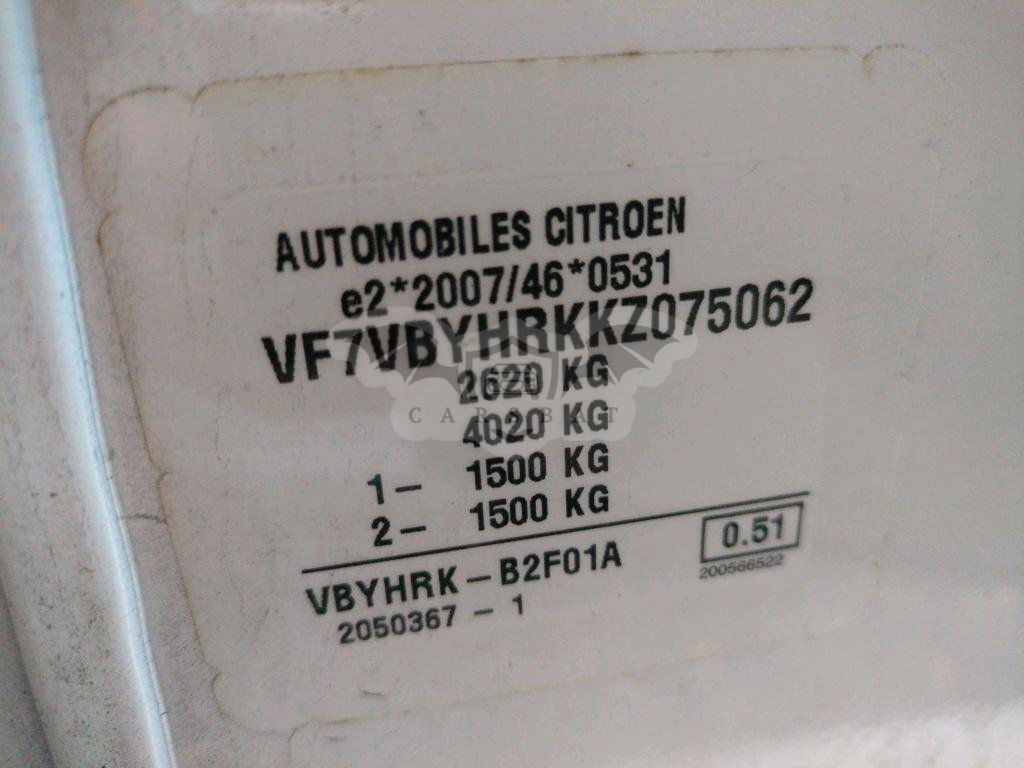 AUTOMOBILES CITROEN
e2*2007/46*0531
VF7VBYHRKKZ075062
2620 KG
4020 KG
CARSBAT
1- 1500 KG
2- 1500 KG
VBYHRK-B2F01A
0.51
200566522
2050367 - 1